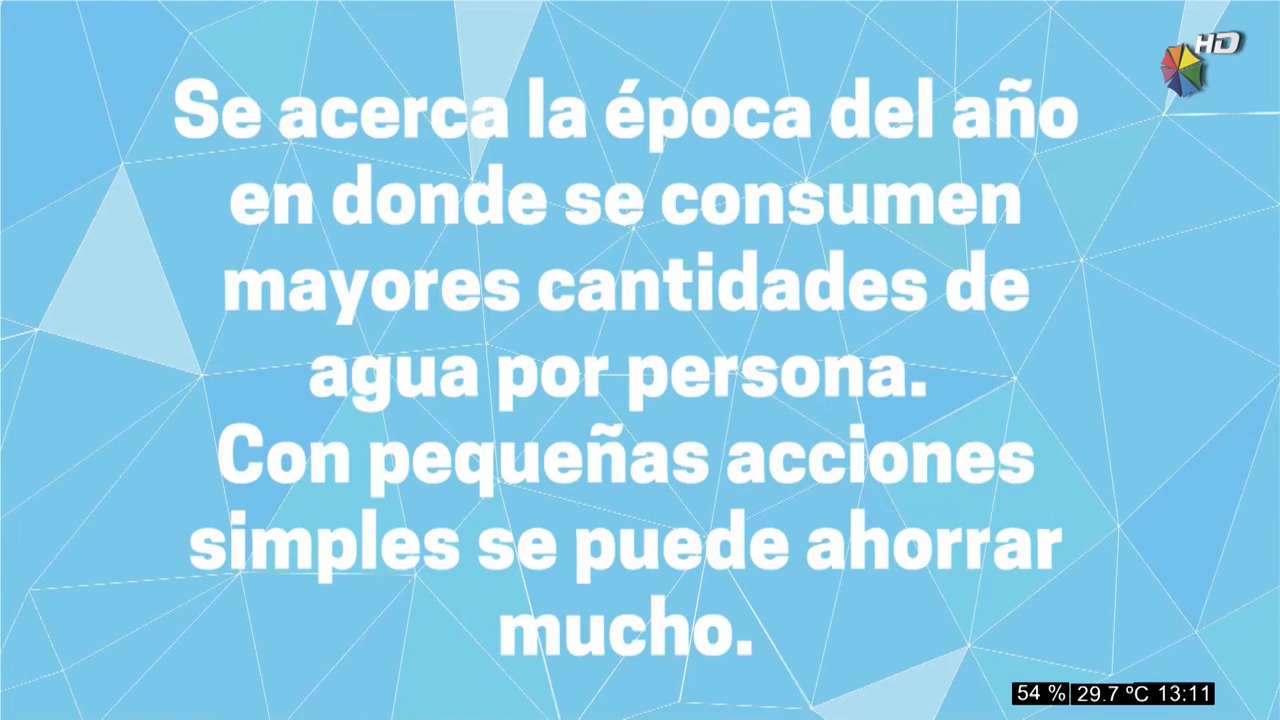 HD
Se acerca la época del año
en donde se consumen
mayores cantidades de
agua por persona.
Con pequeñas acciones
simples se puede ahorrar
mucho.
54 % 29.7 ºC 13:11